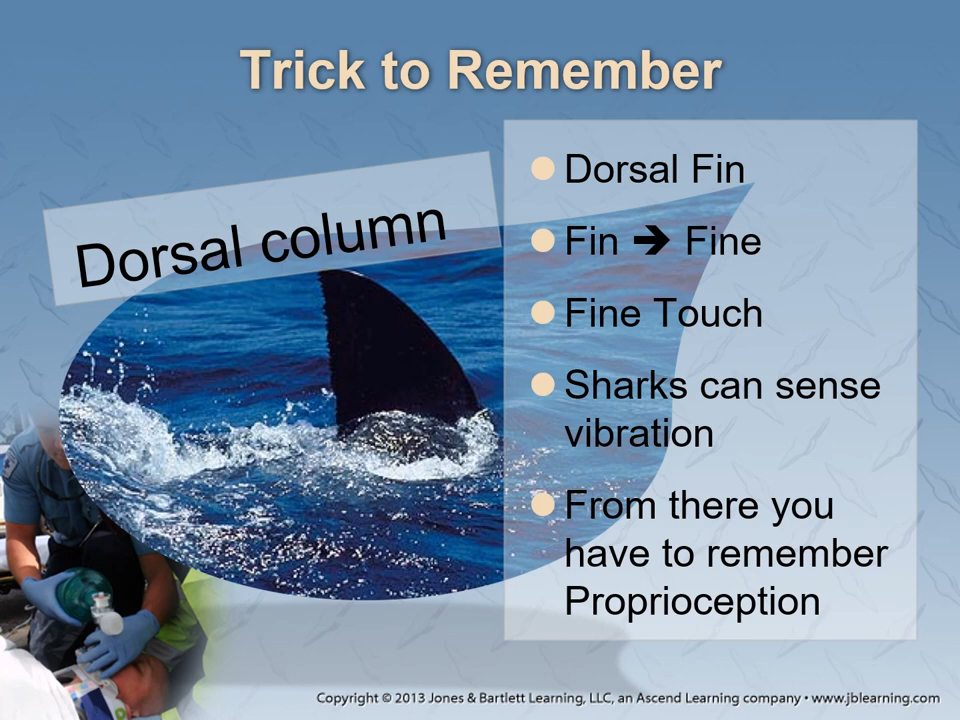 Trick to Remember
Dorsal column
Dorsal Fin
Fin ➔ Fine
Fine Touch
Sharks can sense
vibration
From there you
have to remember
Proprioception
Copyright © 2013 Jones & Bartlett Learning, LLC, an Ascend Learning company • www.jblearning.com